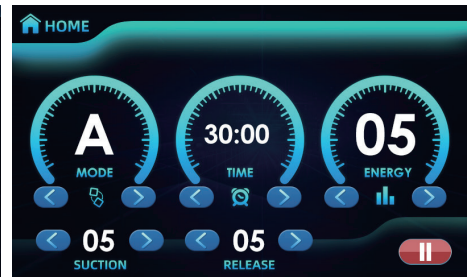 HOME
A
MODE
30:00
TIME
05
ENERGY
05
SUCTION
05
RELEASE